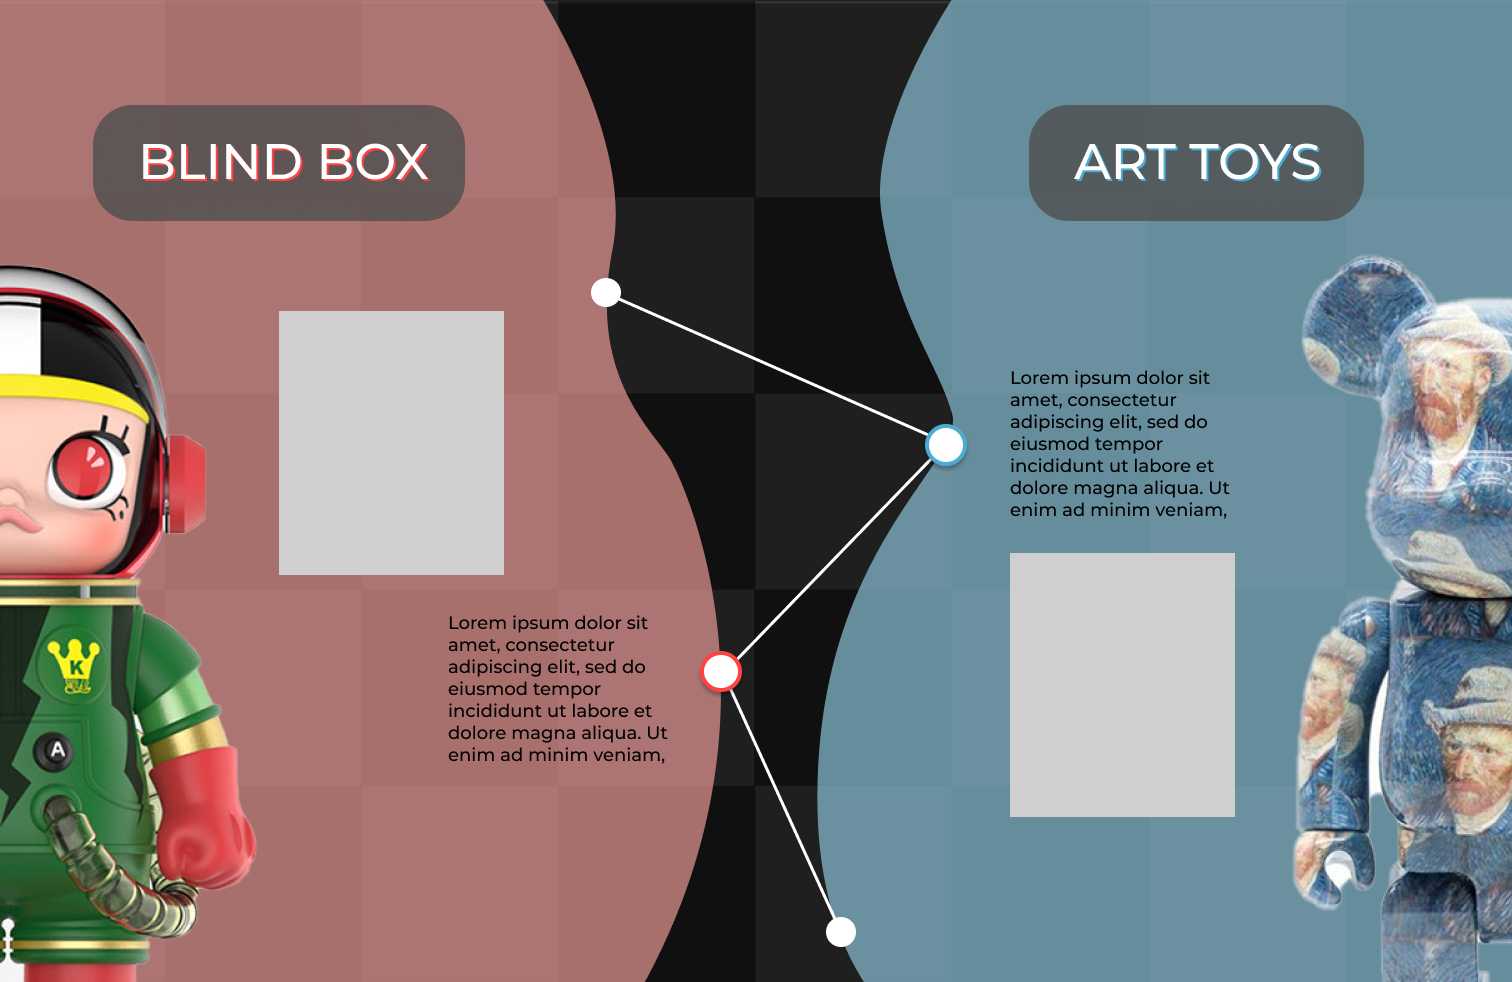 BLIND BOX
Lorem ipsum dolor sit
amet, consectetur
adipiscing elit, sed do
eiusmod tempor
incididunt ut labore et
dolore magna aliqua. Ut
enim ad minim veniam,
K
A
ART TOYS
Lorem ipsum dolor sit
amet, consectetur
adipiscing elit, sed do
eiusmod tempor
incididunt ut labore et
dolore magna aliqua. Ut
enim ad minim veniam,